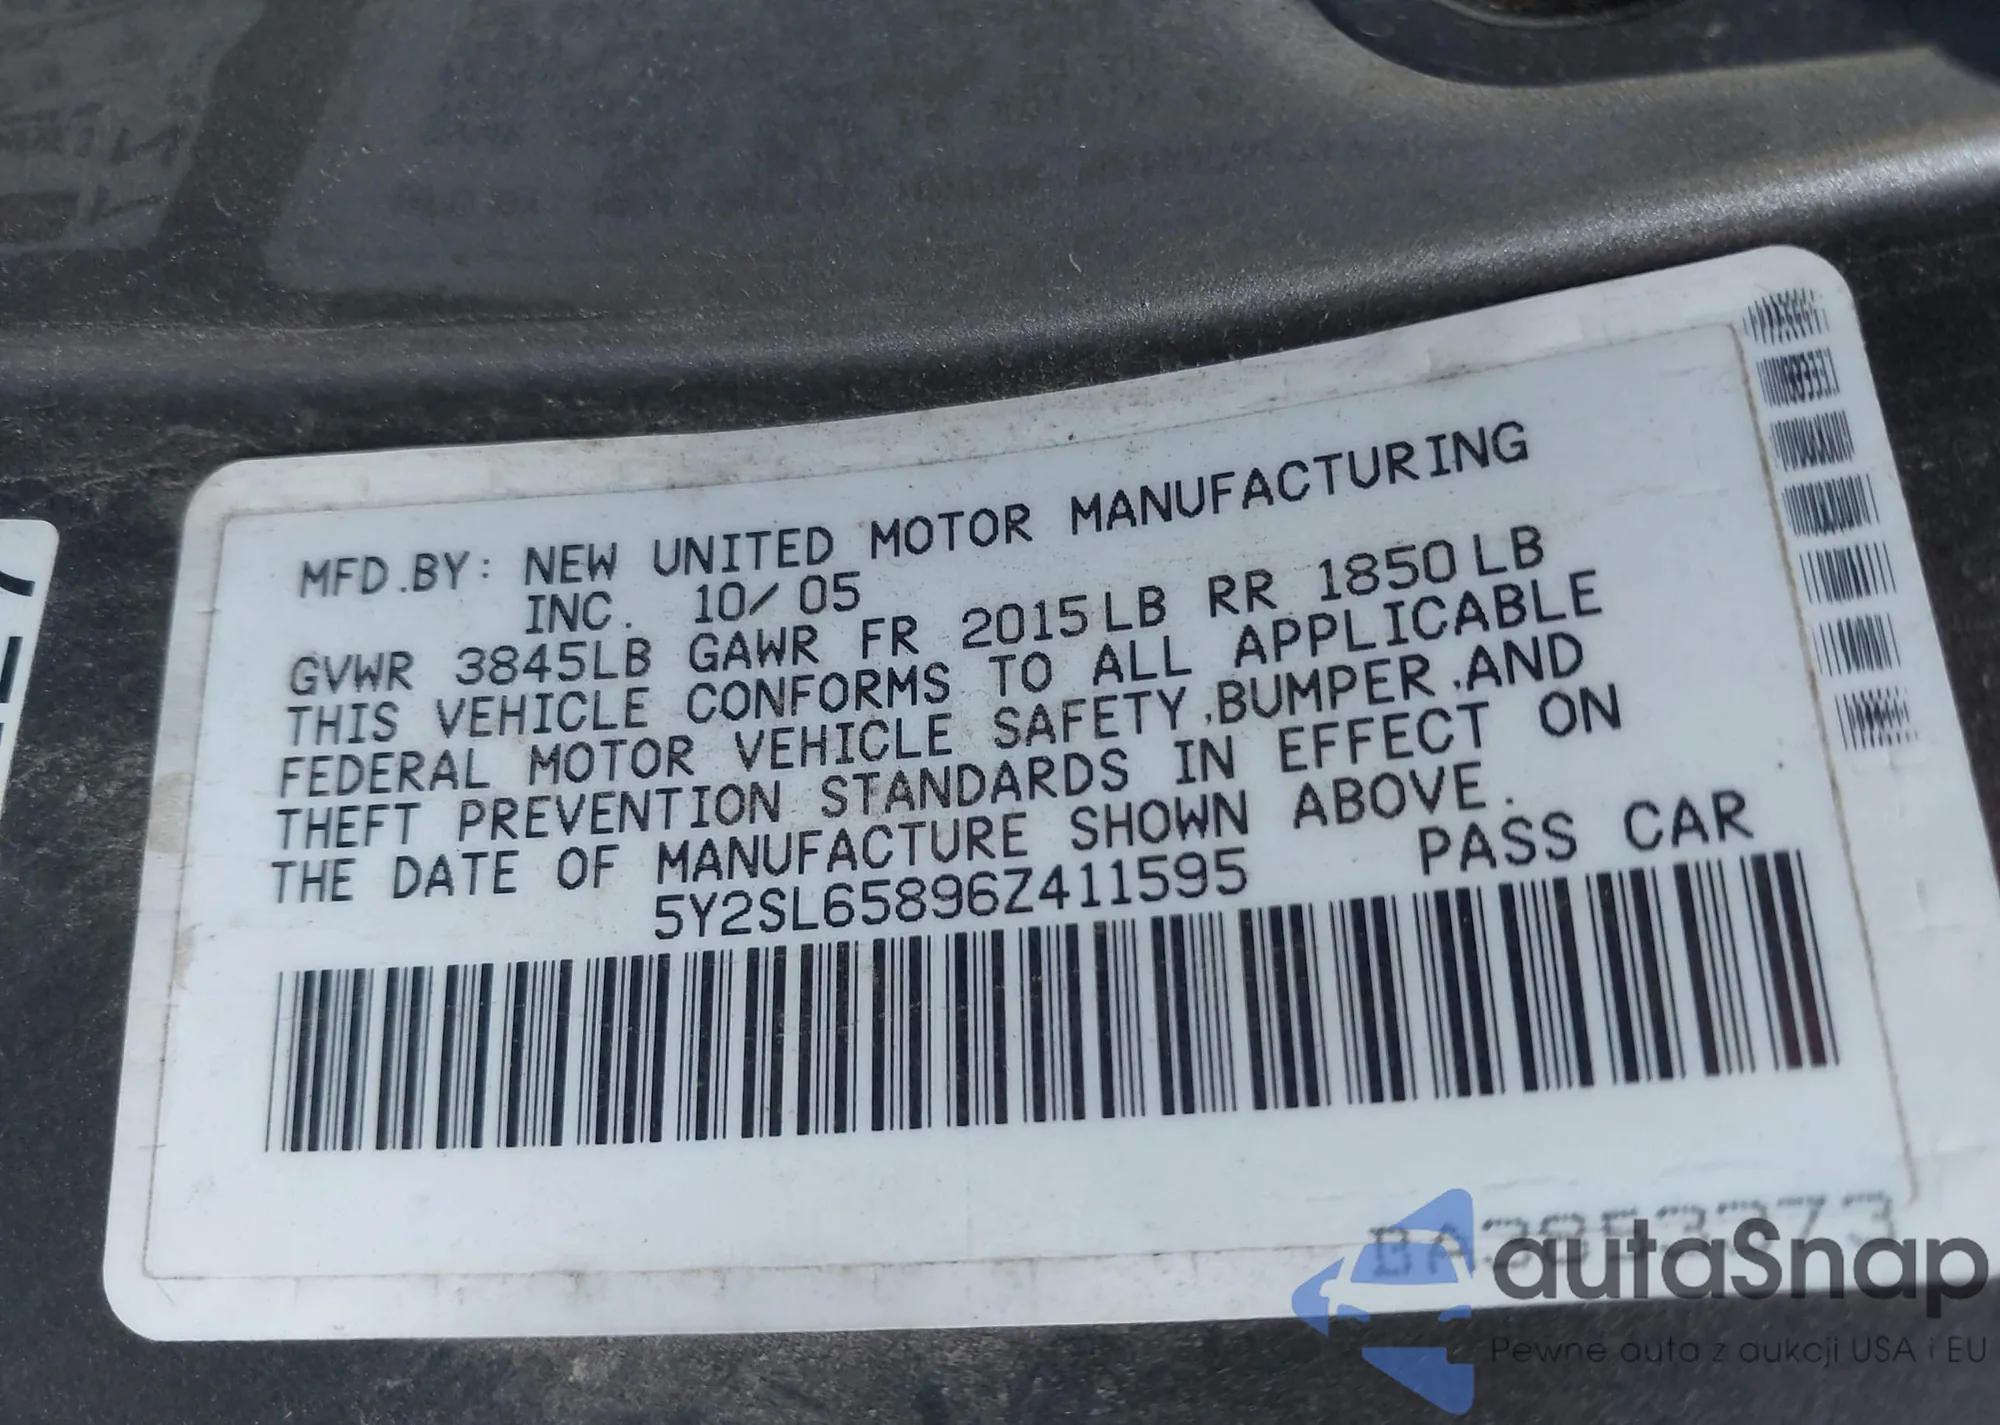 MFD.BY: NEW UNITED MOTOR MANUFACTURING
INC. 10/05
GVWR 3845LB GAWR FR 2015LB RR 1850LB
THIS VEHICLE CONFORMS TO ALL APPLICABLE
FEDERAL MOTOR VEHICLE SAFETY,BUMPER,AND
THEFT PREVENTION STANDARDS IN EFFECT ON
THE DATE OF MANUFACTURE SHOWN ABOVE.
5Y2SL65896Z411595 PASS CAR
autaSnap
Pewne auta z aukcji USA i EU